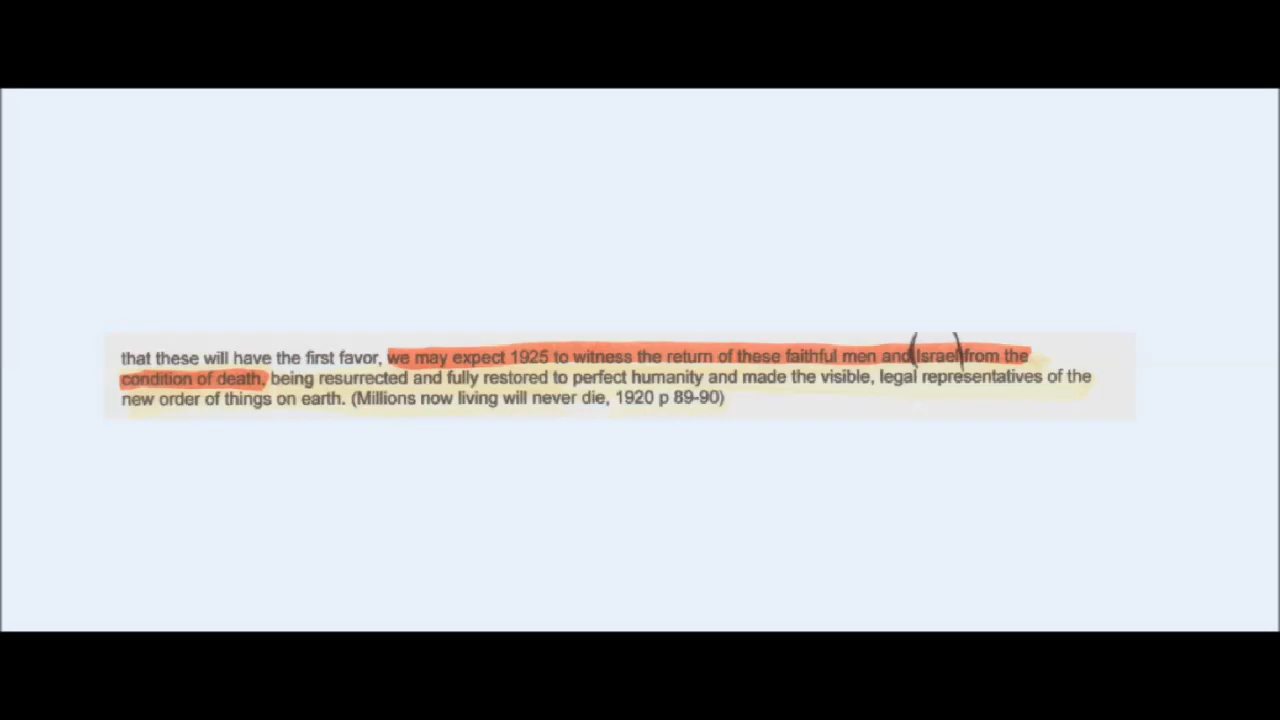 that these will have the first favor, we may expect 1925 to witness the return of these faithful men and (Israel) from the
condition of death, being resurrected and fully restored to perfect humanity and made the visible, legal representatives of the
new order of things on earth. (Millions now living will never die, 1920 p 89-90)